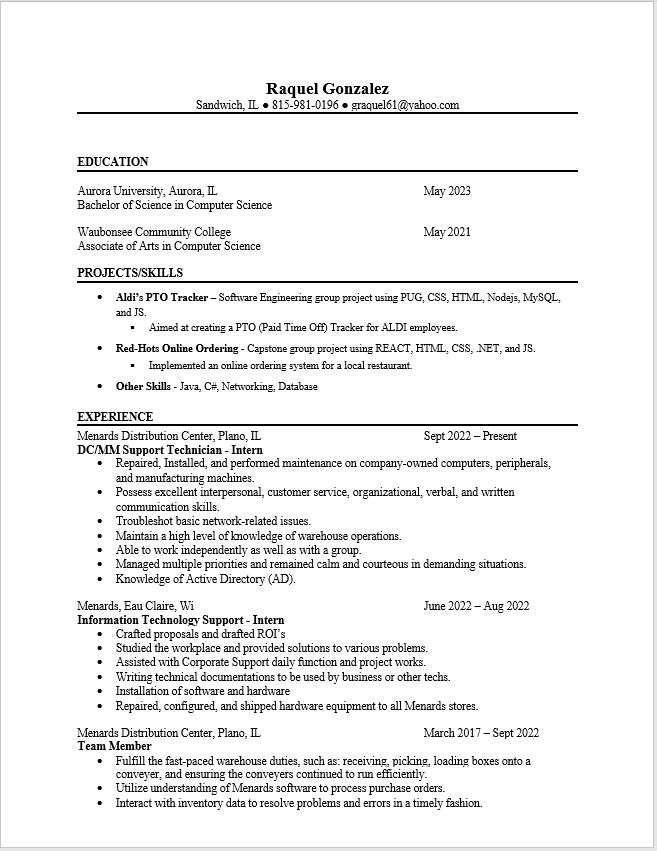 Raquel Gonzalez
Sandwich, IL ● 815-981-0196 ● graquel61@yahoo.com
EDUCATION
Aurora University, Aurora, IL May 2023
Bachelor of Science in Computer Science
Waubonsee Community College May 2021
Associate of Arts in Computer Science
PROJECTS/SKILLS
• Aldi's PTO Tracker – Software Engineering group project using PUG, CSS, HTML, Nodejs, MySQL,
and JS.
▪ Aimed at creating a PTO (Paid Time Off) Tracker for ALDI employees.
• Red-Hots Online Ordering - Capstone group project using REACT, HTML, CSS, .NET, and JS.
▪ Implemented an online ordering system for a local restaurant.
• Other Skills - Java, C#, Networking, Database
EXPERIENCE
Menards Distribution Center, Plano, IL Sept 2022 – Present
DC/MM Support Technician - Intern
• Repaired, Installed, and performed maintenance on company-owned computers, peripherals,
and manufacturing machines.
• Possess excellent interpersonal, customer service, organizational, verbal, and written
communication skills.
• Troubleshot basic network-related issues.
• Maintain a high level of knowledge of warehouse operations.
• Able to work independently as well as with a group.
• Managed multiple priorities and remained calm and courteous in demanding situations.
• Knowledge of Active Directory (AD).
Menards, Eau Claire, Wi June 2022 – Aug 2022
Information Technology Support - Intern
• Crafted proposals and drafted ROI's
• Studied the workplace and provided solutions to various problems.
• Assisted with Corporate Support daily function and project works.
• Writing technical documentations to be used by business or other techs.
• Installation of software and hardware
• Repaired, configured, and shipped hardware equipment to all Menards stores.
Menards Distribution Center, Plano, IL March 2017 – Sept 2022
Team Member
• Fulfill the fast-paced warehouse duties, such as: receiving, picking, loading boxes onto a
conveyer, and ensuring the conveyers continued to run efficiently.
• Utilize understanding of Menards software to process purchase orders.
• Interact with inventory data to resolve problems and errors in a timely fashion.